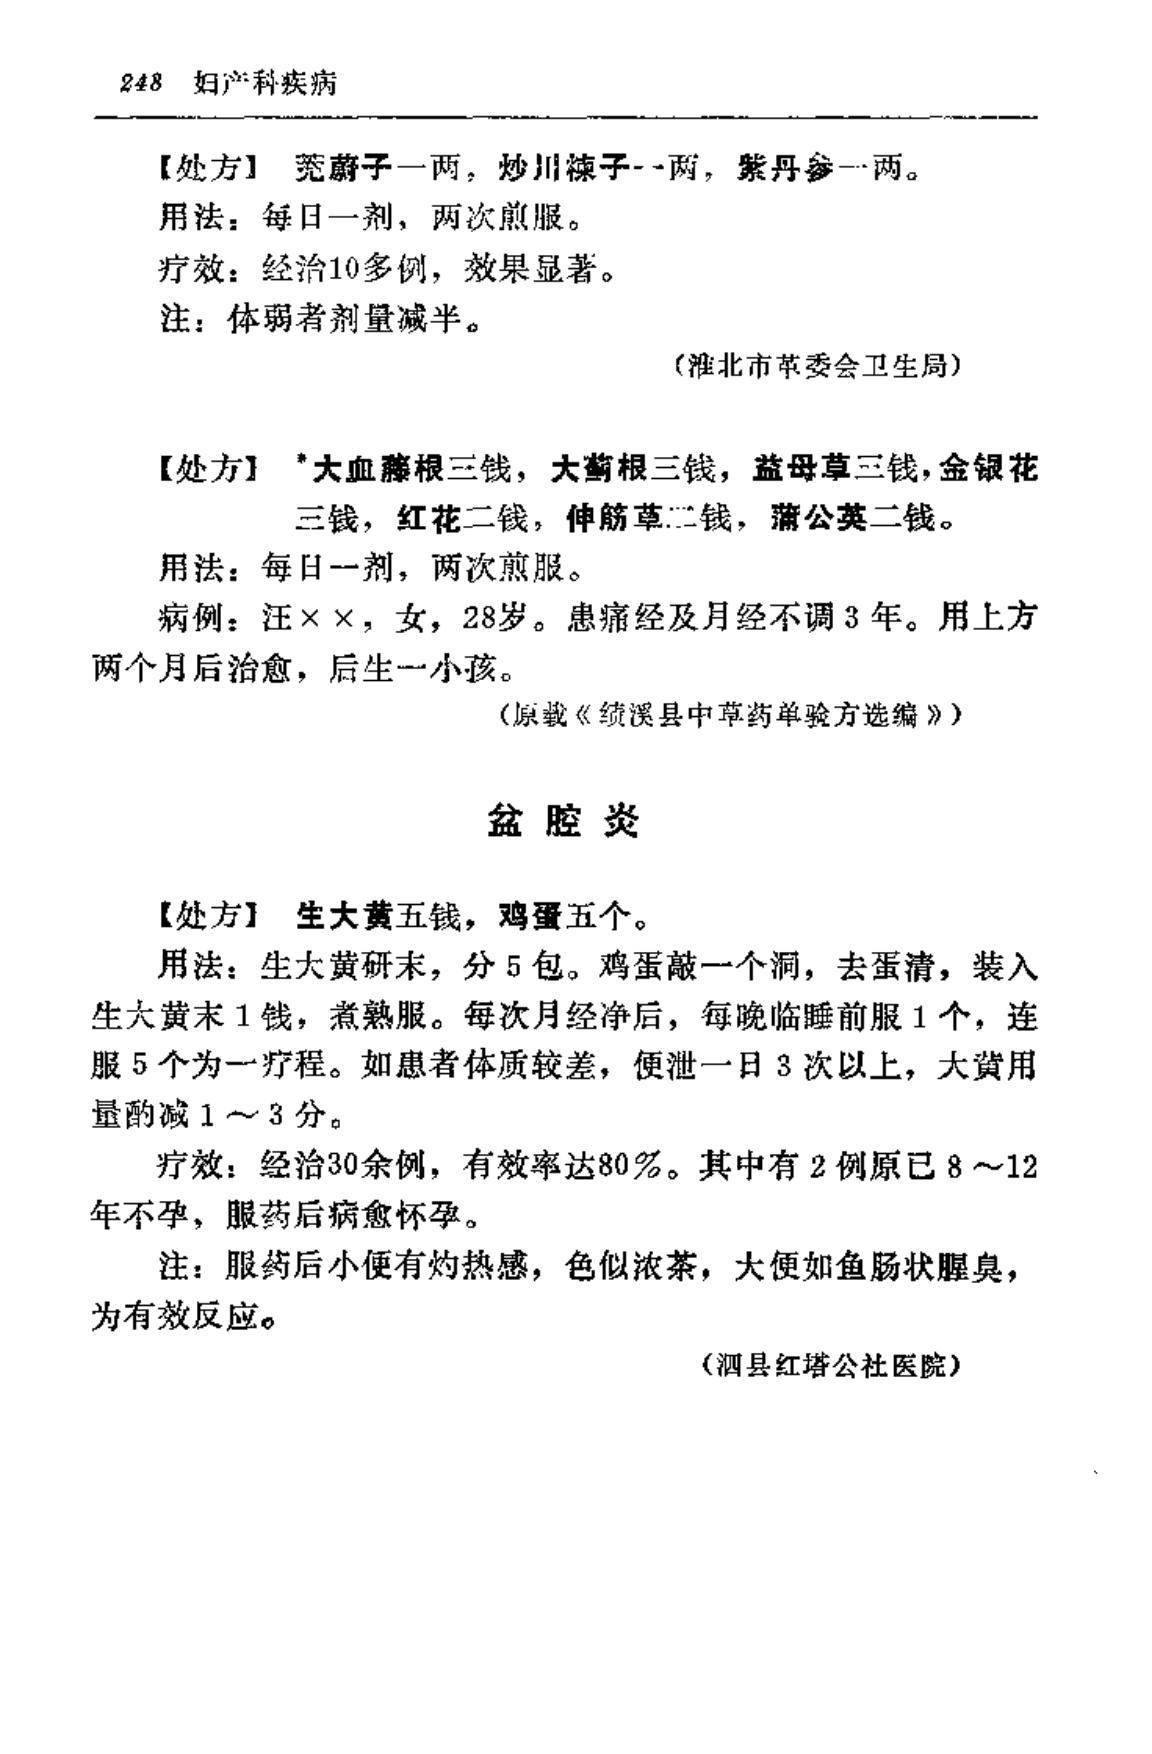 248 妇产科疾病
【处方】 茺蔚子一两，炒川楝子一两，紫丹参一两。
用法：每日一剂，两次煎服。
疗效：经治10多例，效果显著。
注：体弱者剂量减半。
（淮北市革委会卫生局）
【处方】 *大血藤根三钱，大蓟根三钱，益母草三钱，金银花
三钱，红花二钱，伸筋草二钱，蒲公英二钱。
用法：每日一剂，两次煎服。
病例：汪××，女，28岁。患痛经及月经不调3年。用上方
两个月后治愈，后生一小孩。
（原载《绩溪县中草药单验方选编》）
盆腔炎
【处方】 生大黄五钱，鸡蛋五个。
用法：生大黄研末，分5包。鸡蛋敲一个洞，去蛋清，装入
生大黄末1钱，煮熟服。每次月经净后，每晚临睡前服1个，连
服5个为一疗程。如患者体质较差，便泄一日3次以上，大黄用
量酌减1～3分。
疗效：经治30余例，有效率达80%。其中有2例原已8～12
年不孕，服药后病愈怀孕。
注：服药后小便有灼热感，色似浓茶，大便如鱼肠状腥臭，
为有效反应。
（泗县红塔公社医院）